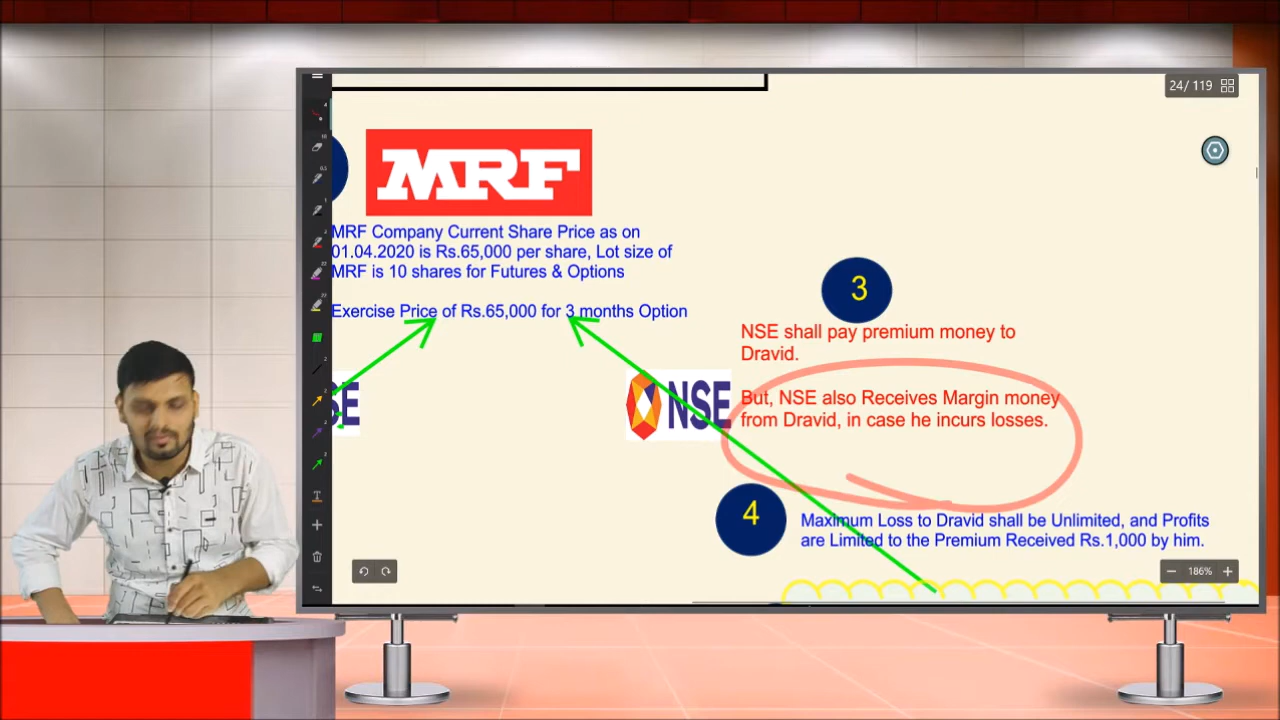 24/119
MRF
MRF Company Current Share Price as on
01.04.2020 is Rs.65,000 per share, Lot size of
MRF is 10 shares for Futures & Options
Exercise Price of Rs.65,000 for 3 months Option
3
NSE shall pay premium money to
Dravid.
SE
NSE
But, NSE also Receives Margin money
from Dravid, in case he incurs losses.
4
Maximum Loss to Dravid shall be Unlimited, and Profits
are Limited to the Premium Received Rs.1,000 by him.
186%